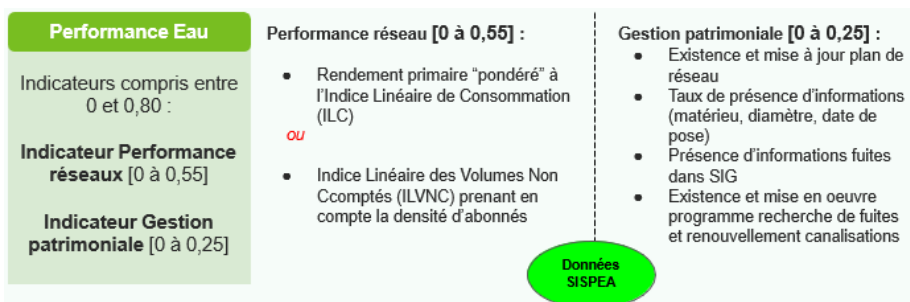 Performance Eau
Indicateurs compris entre
0 et 0,80 :
Indicateur Performance
réseaux [0 à 0,55]
Indicateur Gestion
patrimoniale [0 à 0,25]
Performance réseau [0 à 0,55] :
● Rendement primaire “pondéré” à
l’Indice Linéaire de Consommation
(ILC)
ou
● Indice Linéaire des Volumes Non
Ccomptés (ILVNC) prenant en
compte la densité d’abonnés
Gestion patrimoniale [0 à 0,25] :
● Existence et mise à jour plan de
réseau
● Taux de présence d’informations
(matérieu, diamètre, date de
pose)
● Présence d’informations fuites
dans SIG
● Existence et mise en oeuvre
programme recherche de fuites
et renouvellement canalisations
Données
SISPEA